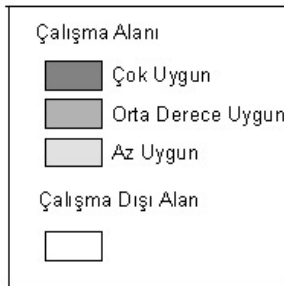 Çalışma Alanı
Çok Uygun
Orta Derece Uygun
Az Uygun
Çalışma Dışı Alan